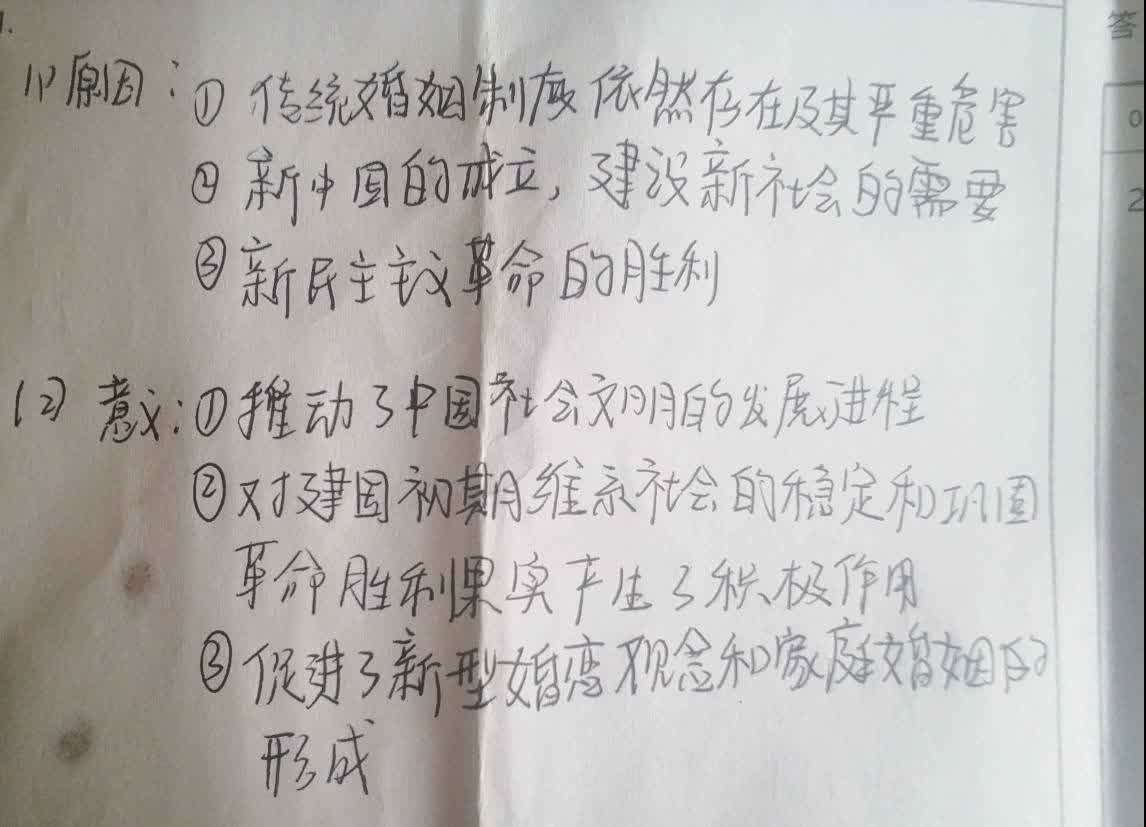 1.
(1)原因:①传统婚姻制度依然存在及其严重危害
②新中国的成立,建设新社会的需要
③新民主主义革命的胜利
(2)意义:①推动了中国社会文明的发展进程
②对建国初期维系社会的稳定和巩固
革命胜利果实产生了积极作用
③促进了新型婚恋观念和家庭婚姻的
形成
答
0
2